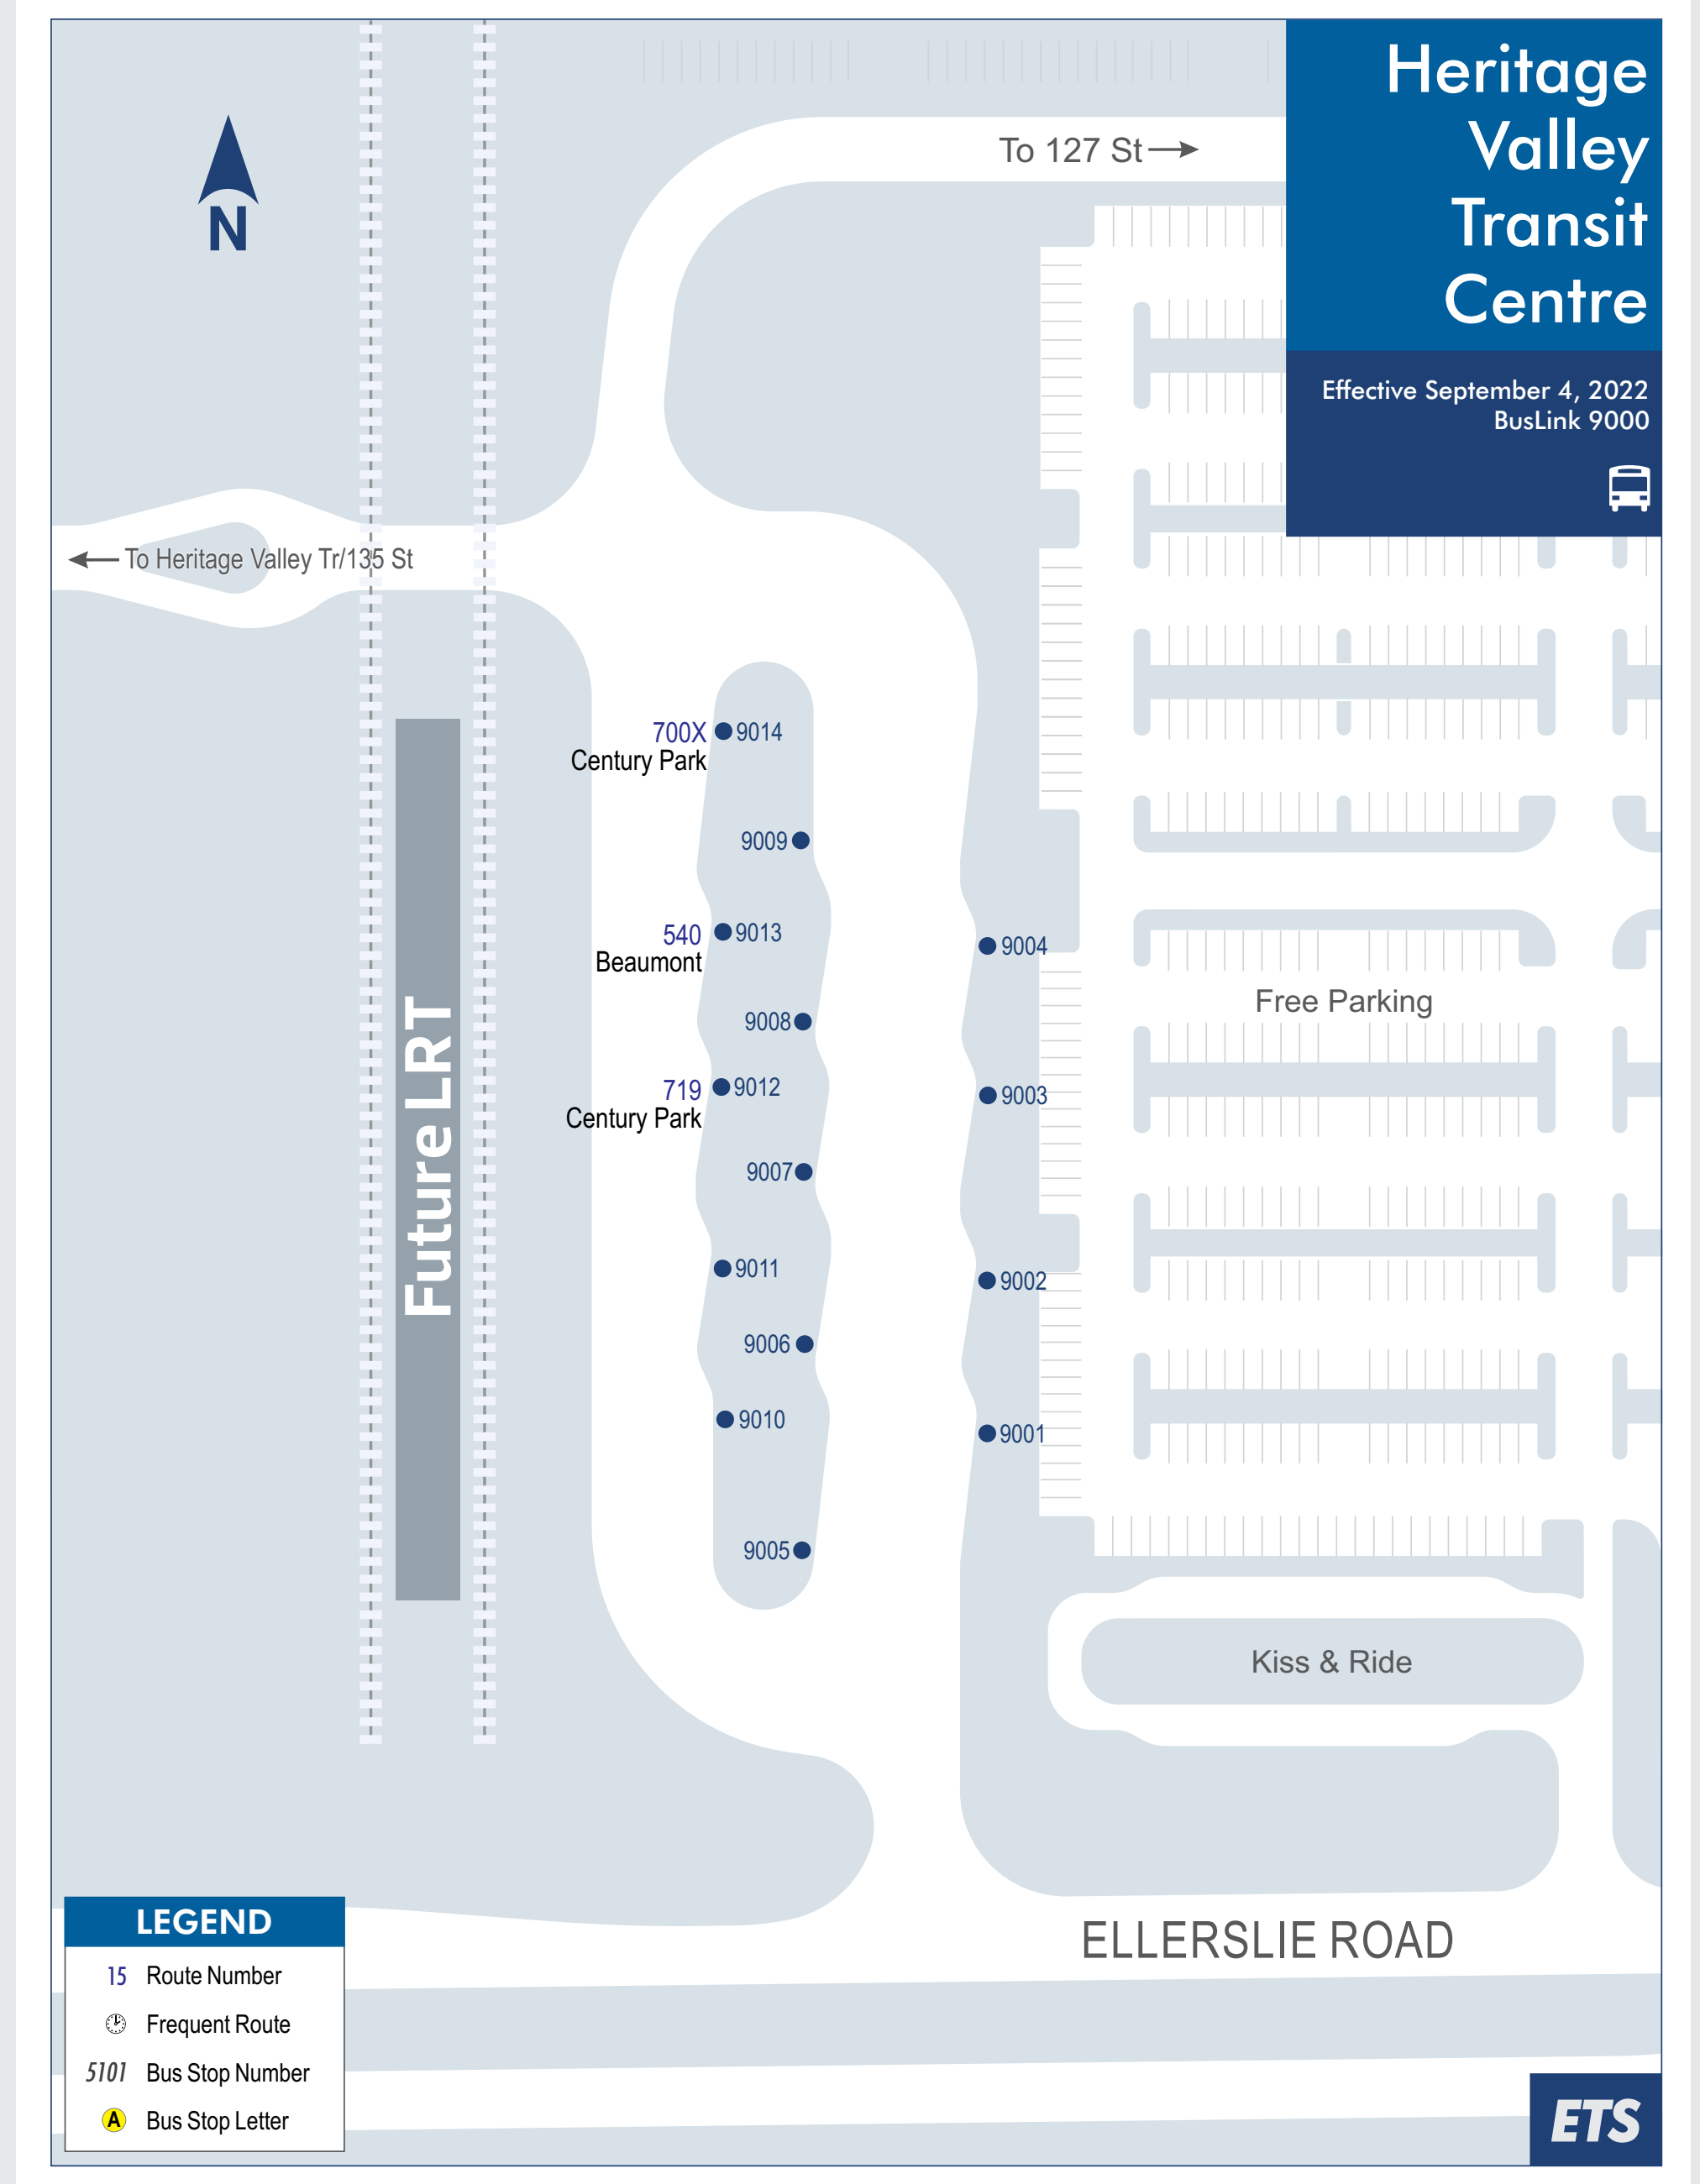 Heritage
Valley
Transit
Centre
Effective September 4, 2022
BusLink 9000
To 127 St
N
To Heritage Valley Tr/135 St
700X
9014
Century Park
9009
540
9013
Beaumont
9004
9008
Free Parking
719
9012
Century Park
9003
9007
Future LRT
9011
9002
9006
9010
9001
9005
Kiss & Ride
ELLERSLIE ROAD
LEGEND
15 Route Number
Frequent Route
5101 Bus Stop Number
A Bus Stop Letter
ETS